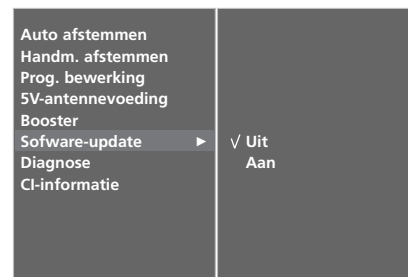 Auto afstemmen
Handm. afstemmen
Prog. bewerking
5V-antennevoeding
Booster
Sofware-update ► √ Uit
Diagnose Aan
CI-informatie